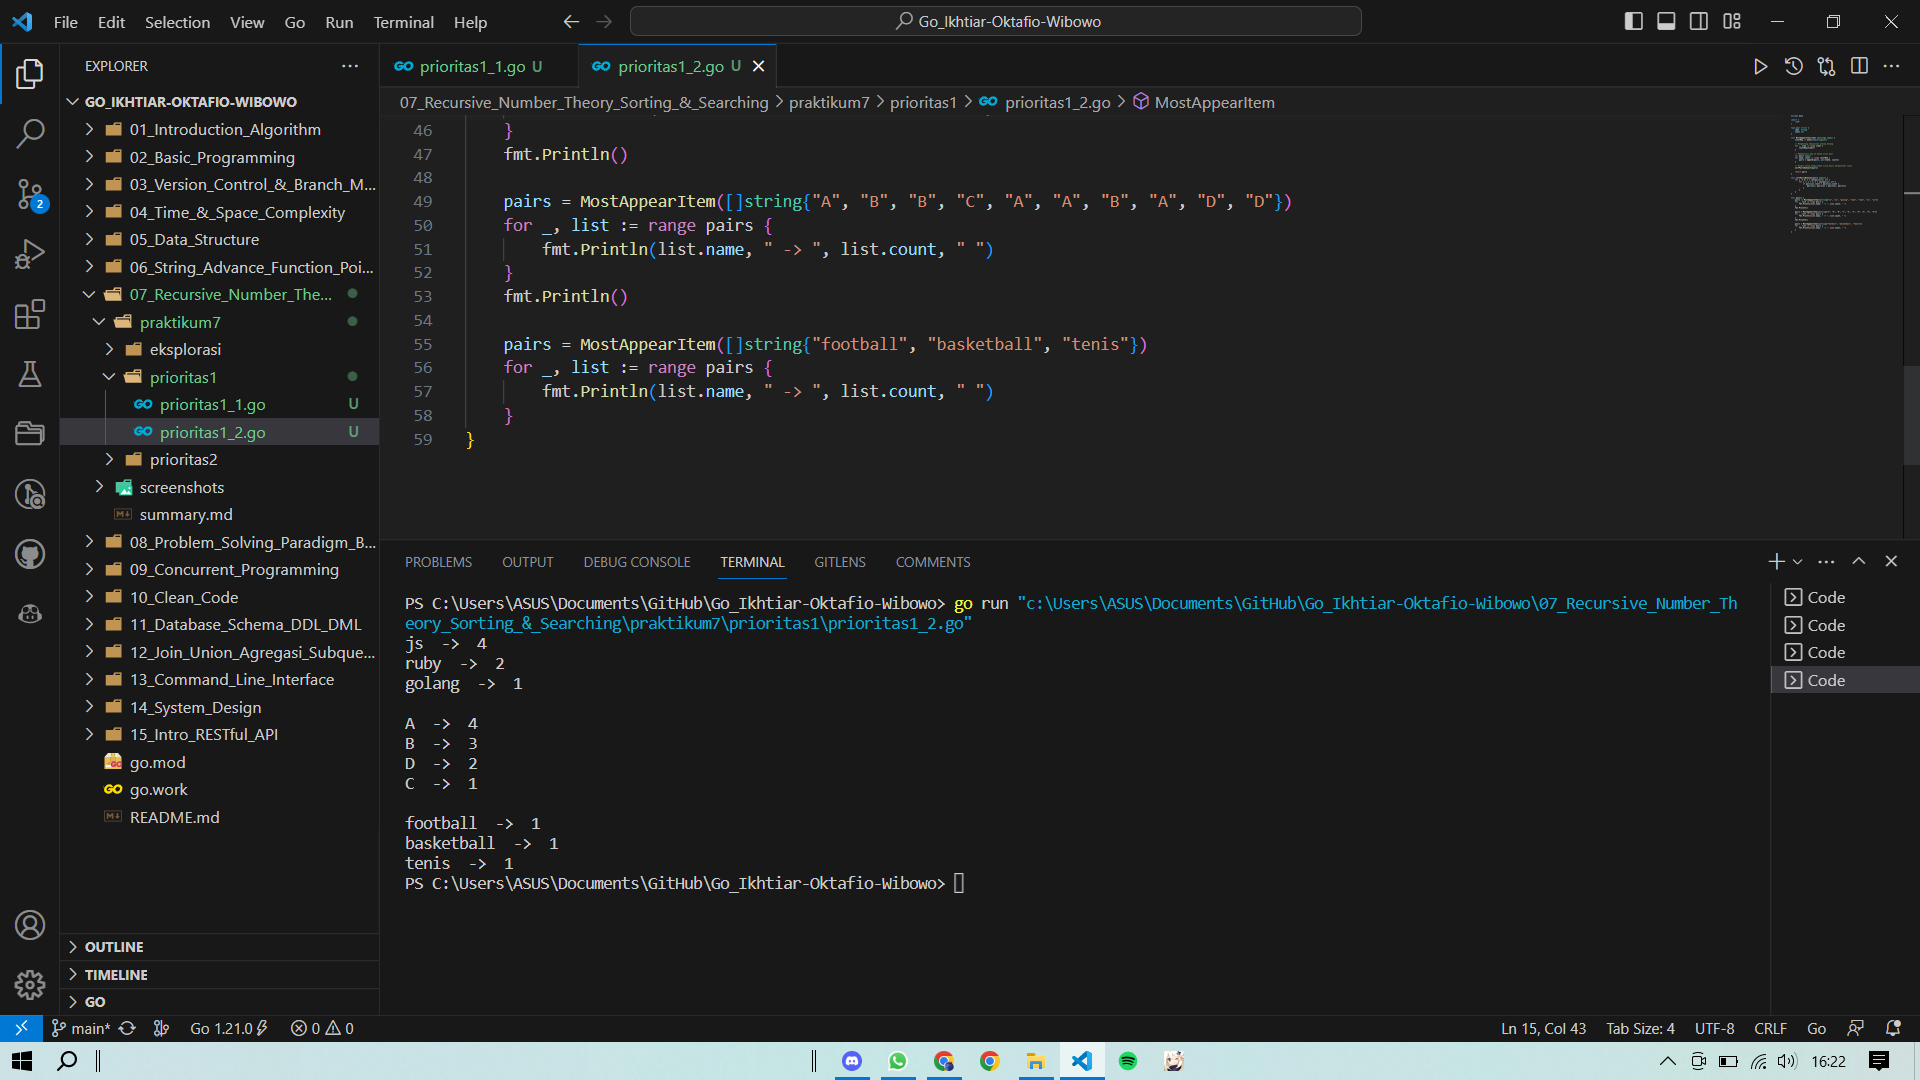 File Edit Selection View Go Run Terminal Help
Go_Ikhtiar-Oktafio-Wibowo
EXPLORER
GO_IKHTIAR-OKTAFIO-WIBOWO
01_Introduction_Algorithm
02_Basic_Programming
03_Version_Control_&_Branch_M...
04_Time_&_Space_Complexity
05_Data_Structure
06_String_Advance_Function_Poi...
07_Recursive_Number_The...
praktikum7
eksplorasi
prioritas1
prioritas1_1.go U
prioritas1_2.go U
prioritas2
screenshots
summary.md
08_Problem_Solving_Paradigm_B...
09_Concurrent_Programming
10_Clean_Code
11_Database_Schema_DDL_DML
12_Join_Union_Agregasi_Subque...
13_Command_Line_Interface
14_System_Design
15_Intro_RESTful_API
go.mod
go.work
README.md
OUTLINE
TIMELINE
GO
2
prioritas1_1.go U
prioritas1_2.go U
07_Recursive_Number_Theory_Sorting_&_Searching > praktikum7 > prioritas1 > prioritas1_2.go > MostAppearItem
46 }
47 fmt.Println()
48
49 pairs = MostAppearItem([]string{"A", "B", "B", "C", "A", "A", "B", "A", "D", "D"})
50 for _, list := range pairs {
51 fmt.Println(list.name, " -> ", list.count, " ")
52 }
53 fmt.Println()
54
55 pairs = MostAppearItem([]string{"football", "basketball", "tenis"})
56 for _, list := range pairs {
57 fmt.Println(list.name, " -> ", list.count, " ")
58 }
59 }
PROBLEMS OUTPUT DEBUG CONSOLE TERMINAL GITLENS COMMENTS
PS C:\Users\ASUS\Documents\GitHub\Go_Ikhtiar-Oktafio-Wibowo> go run "c:\Users\ASUS\Documents\GitHub\Go_Ikhtiar-Oktafio-Wibowo\07_Recursive_Number_Th
eory_Sorting_&_Searching\praktikum7\prioritas1\prioritas1_2.go"
js -> 4
ruby -> 2
golang -> 1
A -> 4
B -> 3
D -> 2
C -> 1
football -> 1
basketball -> 1
tenis -> 1
PS C:\Users\ASUS\Documents\GitHub\Go_Ikhtiar-Oktafio-Wibowo>
Code
Code
Code
Code
main* Go 1.21.0 0 0
Ln 15, Col 43 Tab Size: 4 UTF-8 CRLF Go
16:22